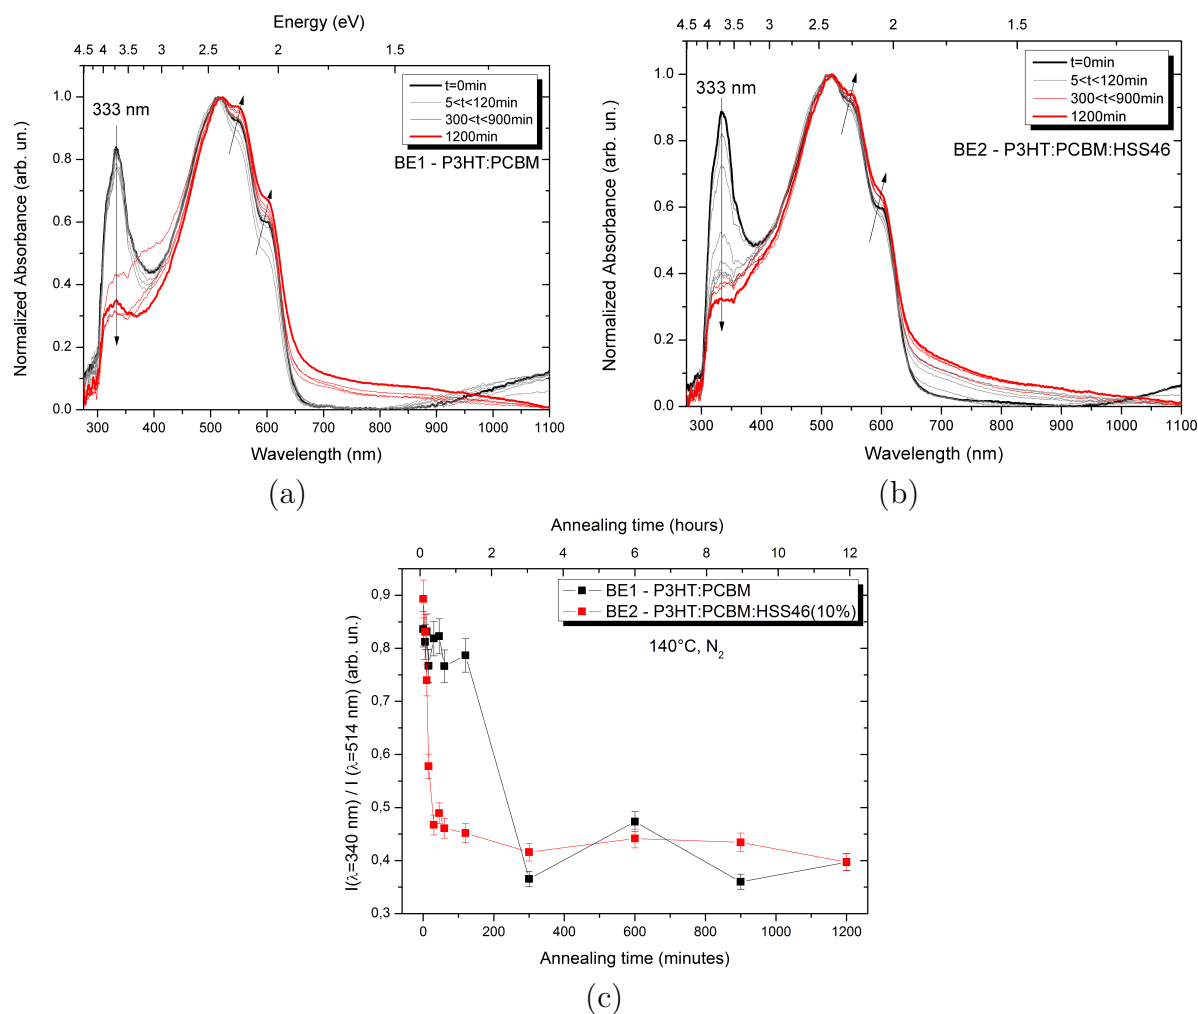 Energy (eV)
4.5 4 3.5 3 2.5 2 1.5
1.0
0.8
0.6
0.4
0.2
0.0
Normalized Absorbance (arb. un.)
333 nm
t=0min
5<t<120min
300<t<900min
1200min
BE1 - P3HT:PCBM
300 400 500 600 700 800 900 1000 1100
Wavelength (nm)
(a)
4.5 4 3.5 3 2.5 2 1.5
1.0
0.8
0.6
0.4
0.2
0.0
Normalized Absorbance (arb. un.)
333 nm
t=0min
5<t<120min
300<t<900min
1200min
BE2 - P3HT:PCBM:HSS46
300 400 500 600 700 800 900 1000 1100
Wavelength (nm)
(b)
Annealing time (hours)
0 2 4 6 8 10 12
0,9
0,8
0,7
0,6
0,5
0,4
0,3
I(λ=340 nm) / I (λ=514 nm) (arb. un.)
BE1 - P3HT:PCBM
BE2 - P3HT:PCBM:HSS46(10%)
140°C, N₂
0 200 400 600 800 1000 1200
Annealing time (minutes)
(c)